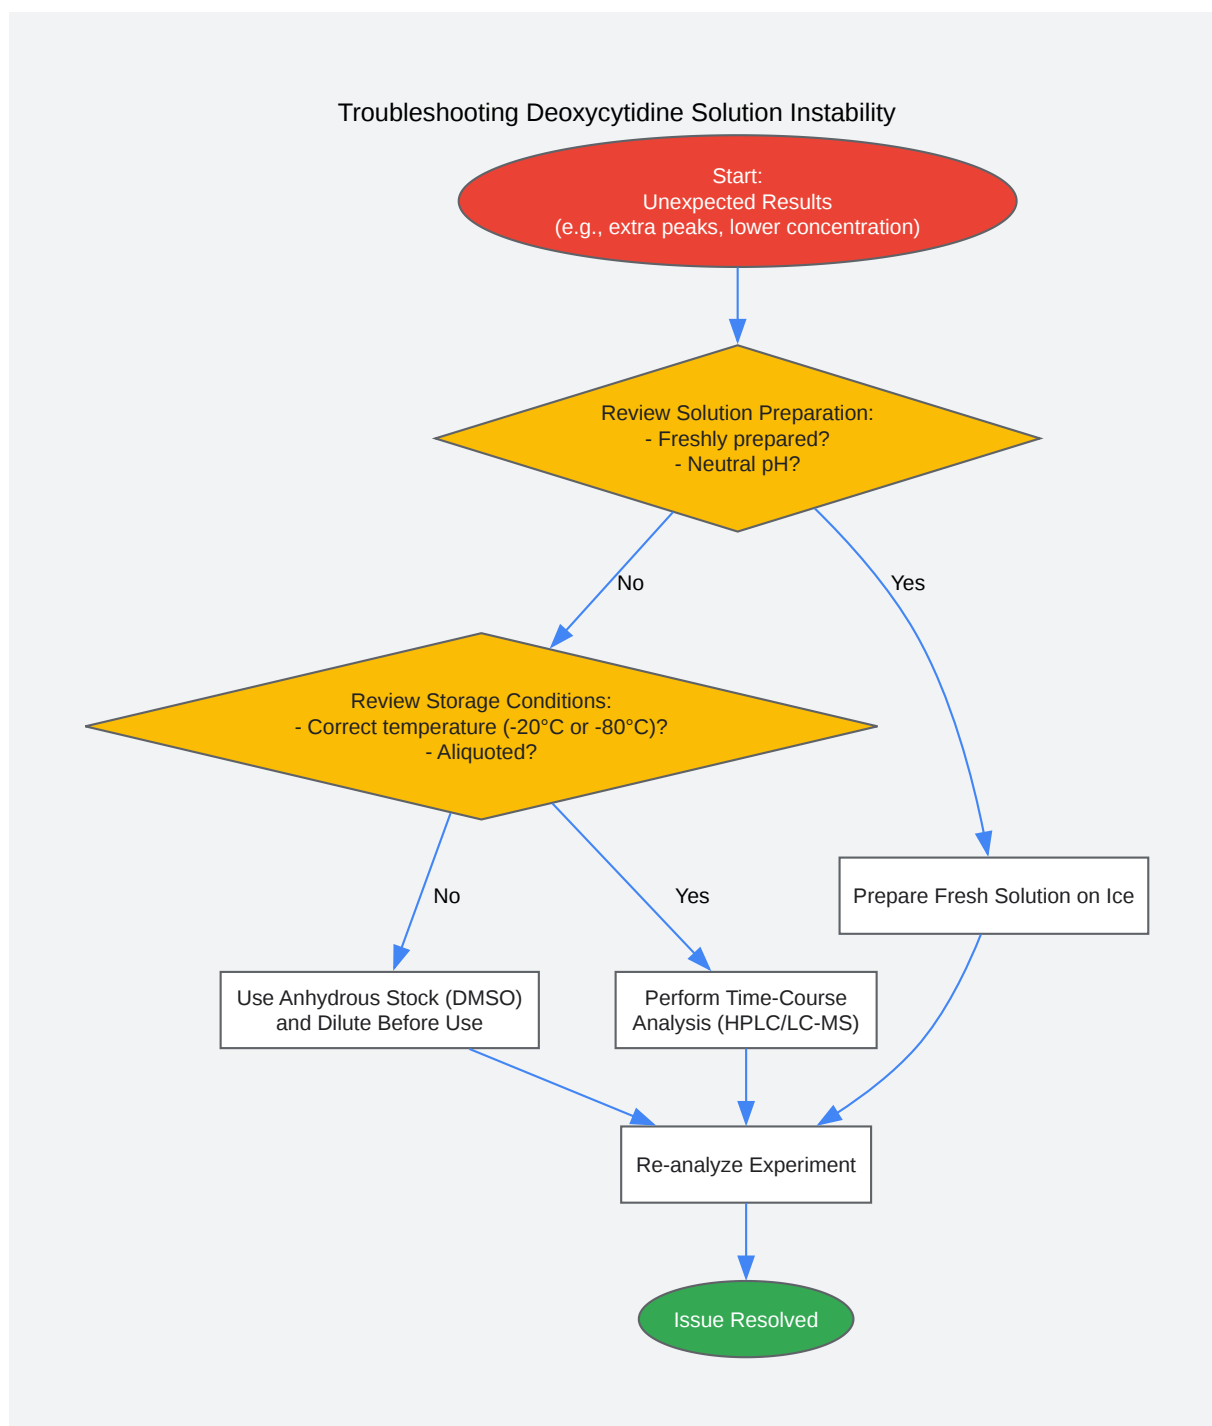 Troubleshooting Deoxycytidine Solution Instability
Start:
Unexpected Results
(e.g., extra peaks, lower concentration)
Review Solution Preparation:
- Freshly prepared?
- Neutral pH?
No
Yes
Review Storage Conditions:
- Correct temperature (-20°C or -80°C)?
- Aliquoted?
No
Yes
Prepare Fresh Solution on Ice
Use Anhydrous Stock (DMSO)
and Dilute Before Use
Perform Time-Course
Analysis (HPLC/LC-MS)
Re-analyze Experiment
Issue Resolved